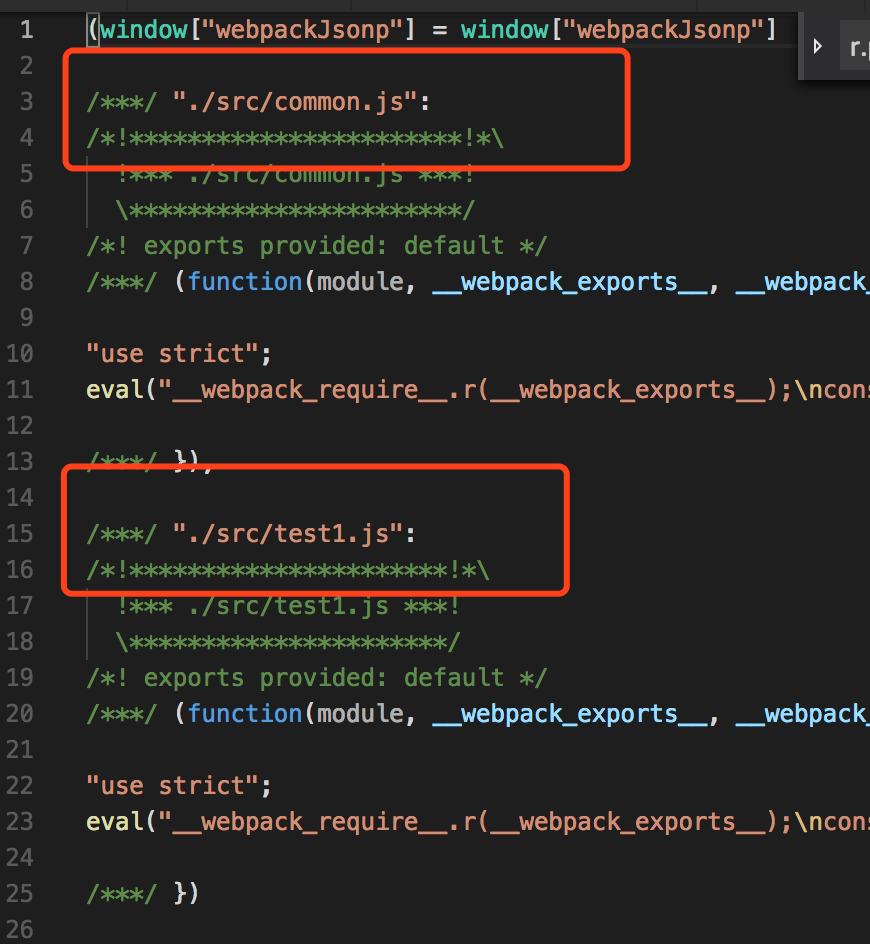 1 (window["webpackJsonp"] = window["webpackJsonp"]
r.
2
3 /***/ "./src/common.js":
4 /*!***********************!*\
5 !*** ./src/common.js ***!
6 \***********************/
7 /*! exports provided: default */
8 /***/ (function(module, __webpack_exports__, __webpack_
9
10 "use strict";
11 eval("__webpack_require__.r(__webpack_exports__);\ncons
12
13 /***/ }),
14
15 /***/ "./src/test1.js":
16 /*!**********************!*\
17 !*** ./src/test1.js ***!
18 \**********************/
19 /*! exports provided: default */
20 /***/ (function(module, __webpack_exports__, __webpack_
21
22 "use strict";
23 eval("__webpack_require__.r(__webpack_exports__);\ncons
24
25 /***/ })
26